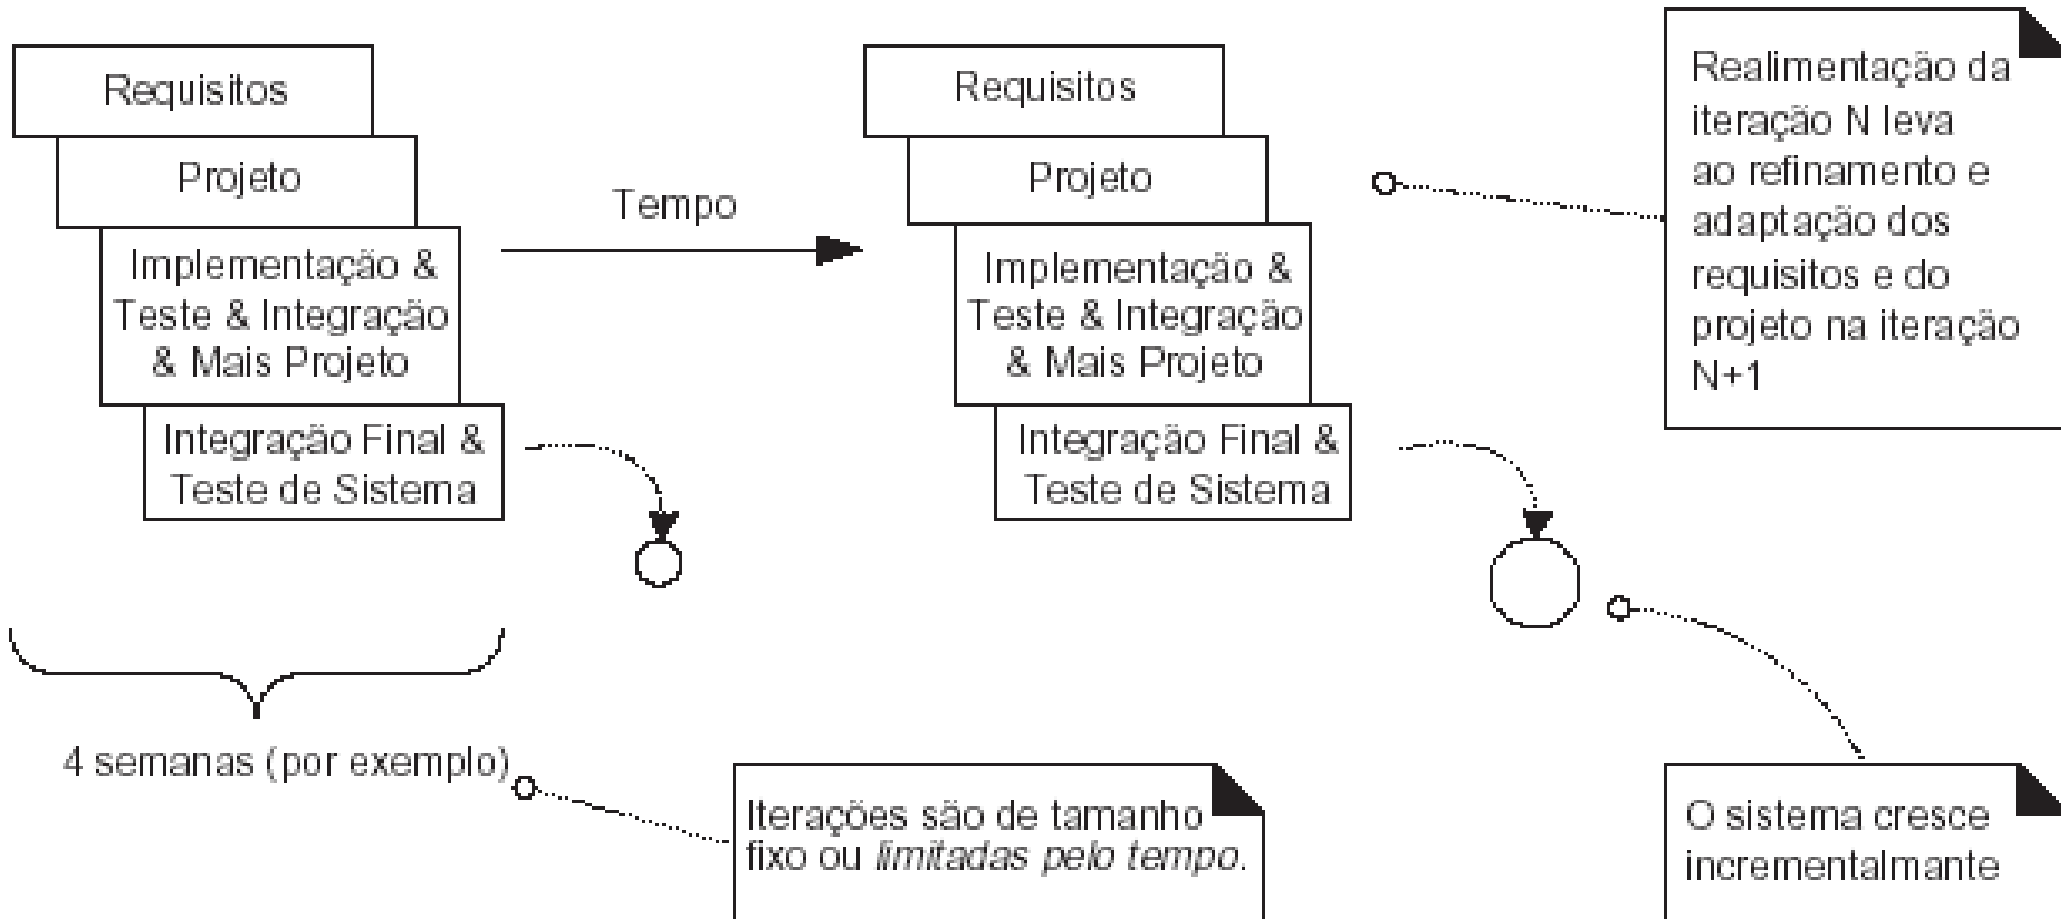 Requisitos
Projeto
Implementação &
Teste & Integração
& Mais Projeto
Integração Final &
Teste de Sistema
Tempo
Requisitos
Projeto
Implementação &
Teste & Integração
& Mais Projeto
Integração Final &
Teste de Sistema
Realimentação da
iteração N leva
ao refinamento e
adaptação dos
requisitos e do
projeto na iteração
N+1
4 semanas (por exemplo)
Iterações são de tamanho
fixo ou limitadas pelo tempo.
O sistema cresce
incrementalmante